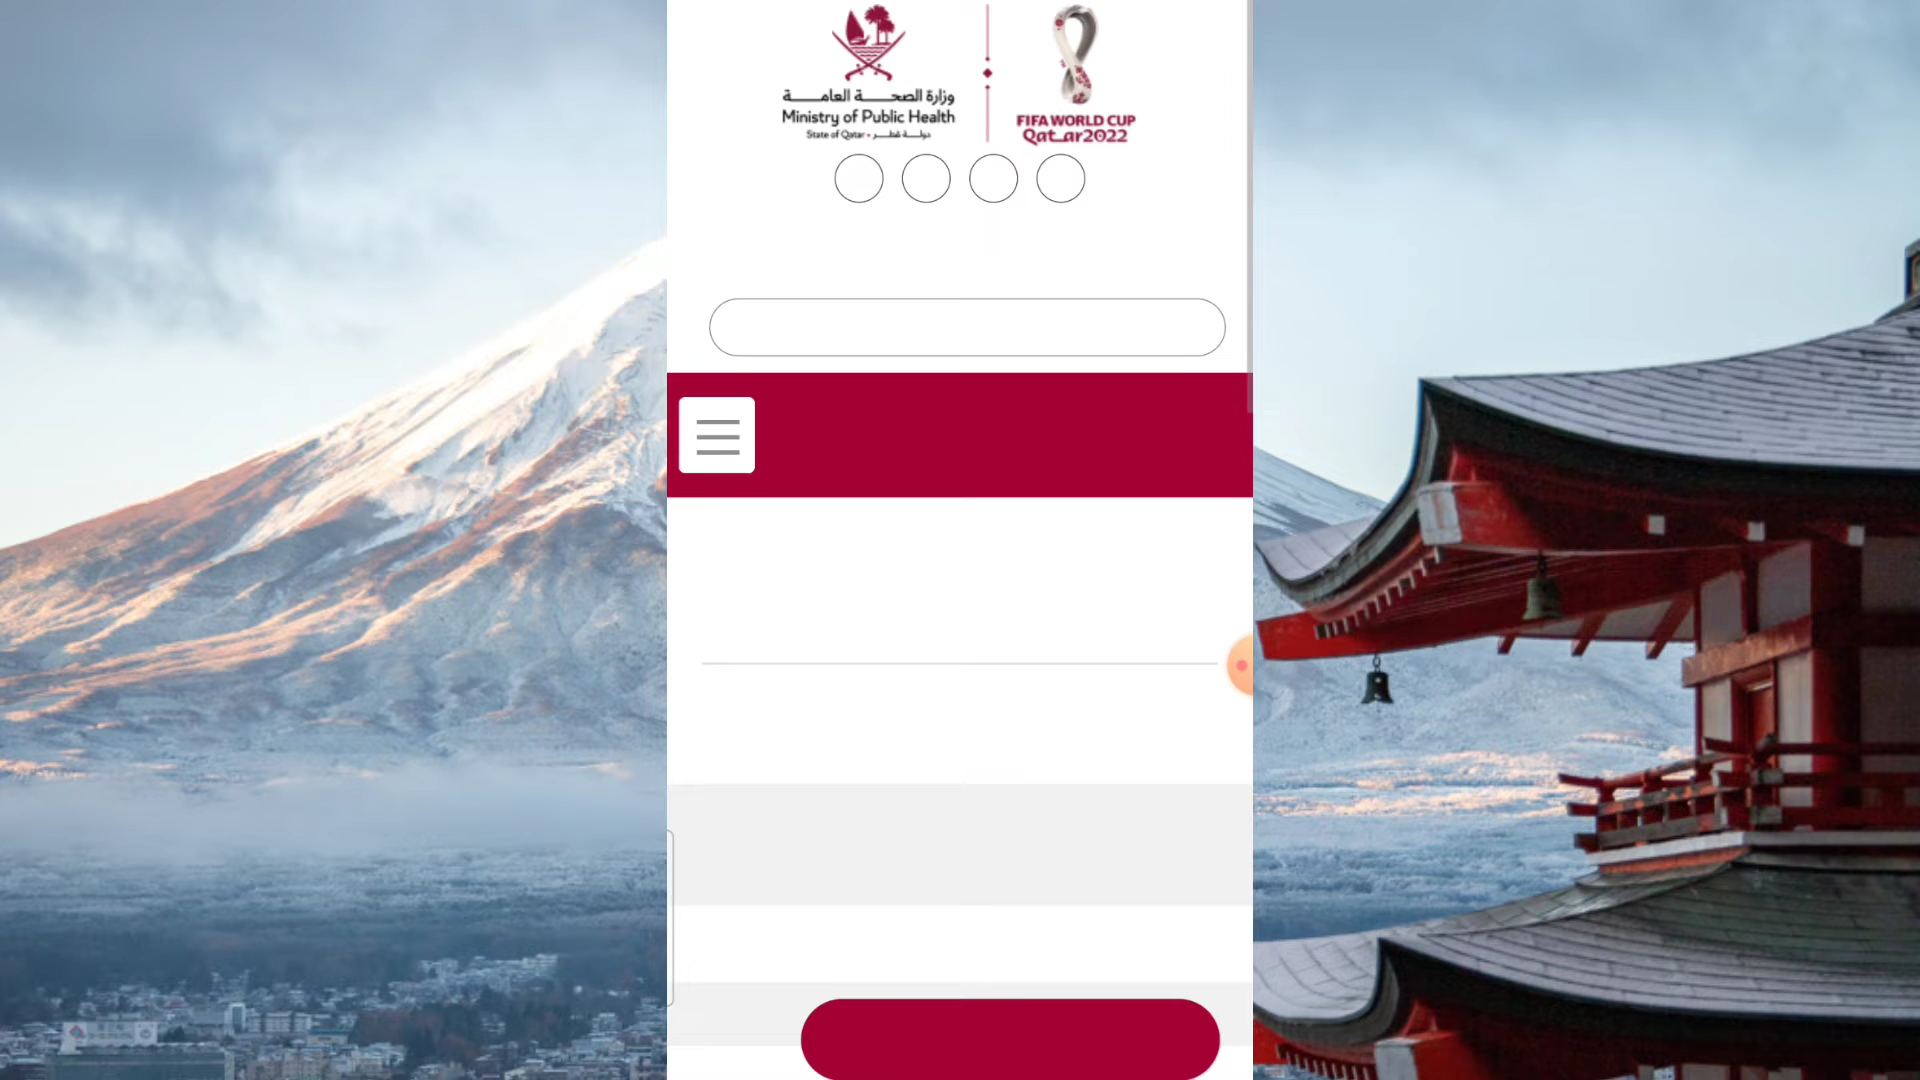 وزارة الصحة العامة
Ministry of Public Health
State of Qatar • دولة قطر
FIFA WORLD CUP
Qatar2022